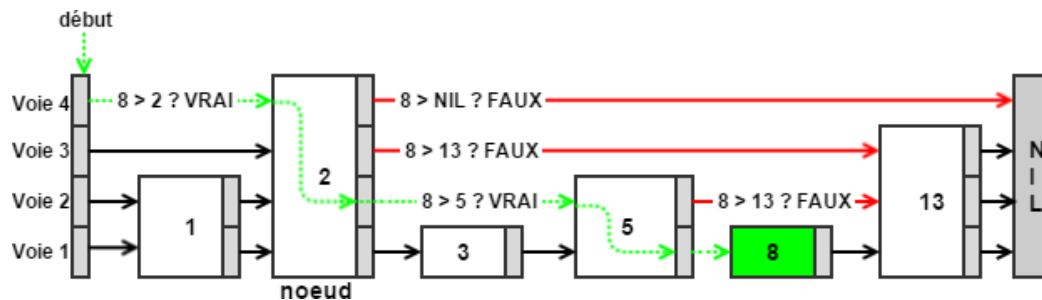 début
Voie 4 8 > 2 ? VRAI 8 > NIL ? FAUX
Voie 3 8 > 13 ? FAUX
2
Voie 2 8 > 5 ? VRAI 8 > 13 ? FAUX
1 5 13
Voie 1 3 8
NIL
noeud